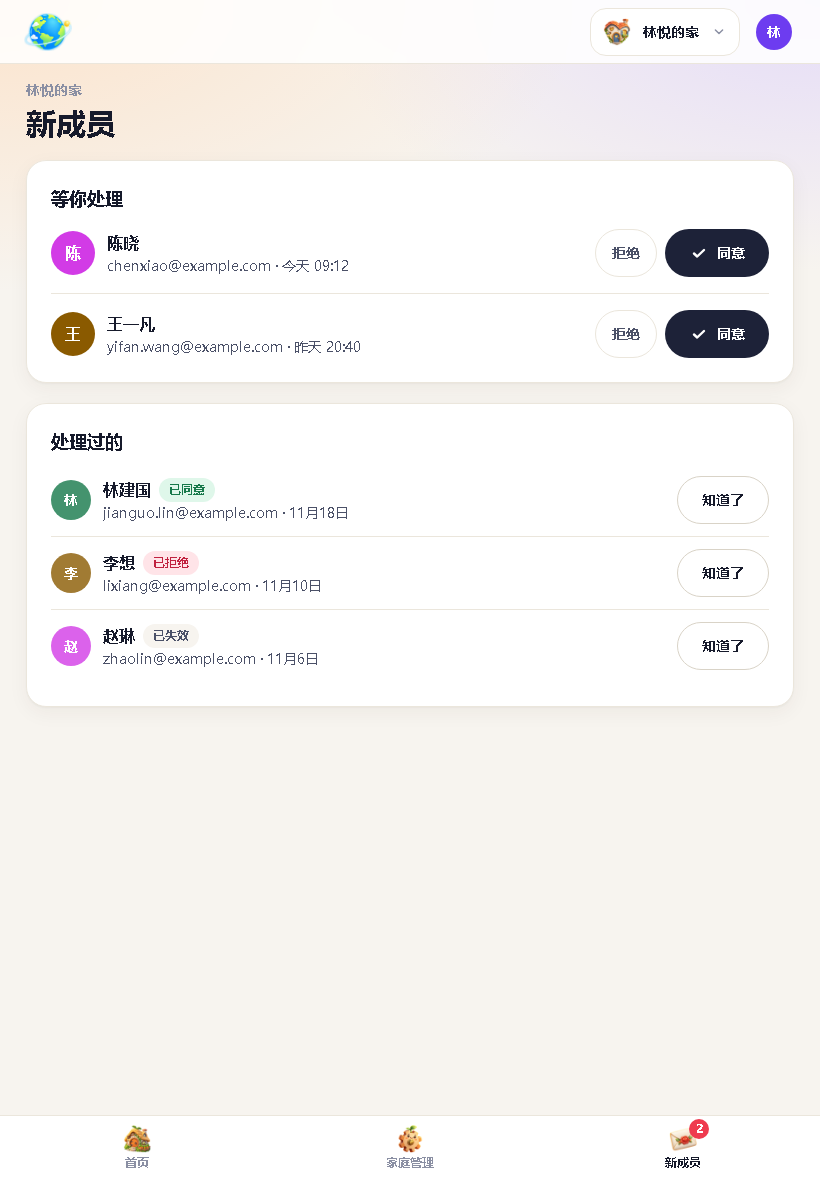 林悦的家
林
林悦的家
新成员
等你处理
陈
陈晓
chenxiao@example.com · 今天 09:12
拒绝
同意
王
王一凡
yifan.wang@example.com · 昨天 20:40
拒绝
同意
处理过的
林
林建国 已同意
jianguo.lin@example.com · 11月18日
知道了
李
李想 已拒绝
lixiang@example.com · 11月10日
知道了
赵
赵琳 已失效
zhaolin@example.com · 11月6日
知道了
首页
家庭管理
2
新成员